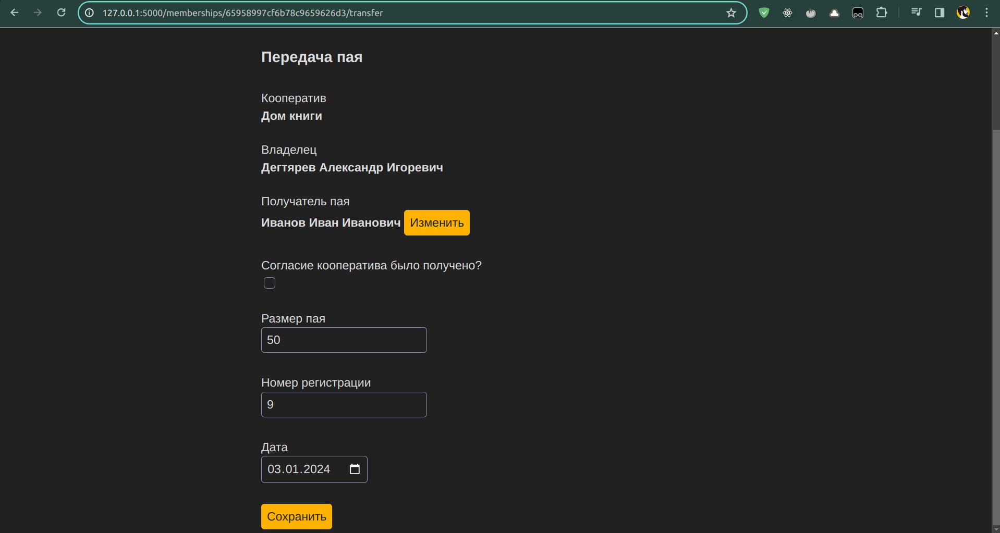 127.0.0.1:5000/memberships/65958997cf6b78c9659626d3/transfer
Передача пая
Кооператив
Дом книги
Владелец
Дегтярев Александр Игоревич
Получатель пая
Иванов Иван Иванович Изменить
Согласие кооператива было получено?
Размер пая
50
Номер регистрации
9
Дата
03.01.2024
Сохранить